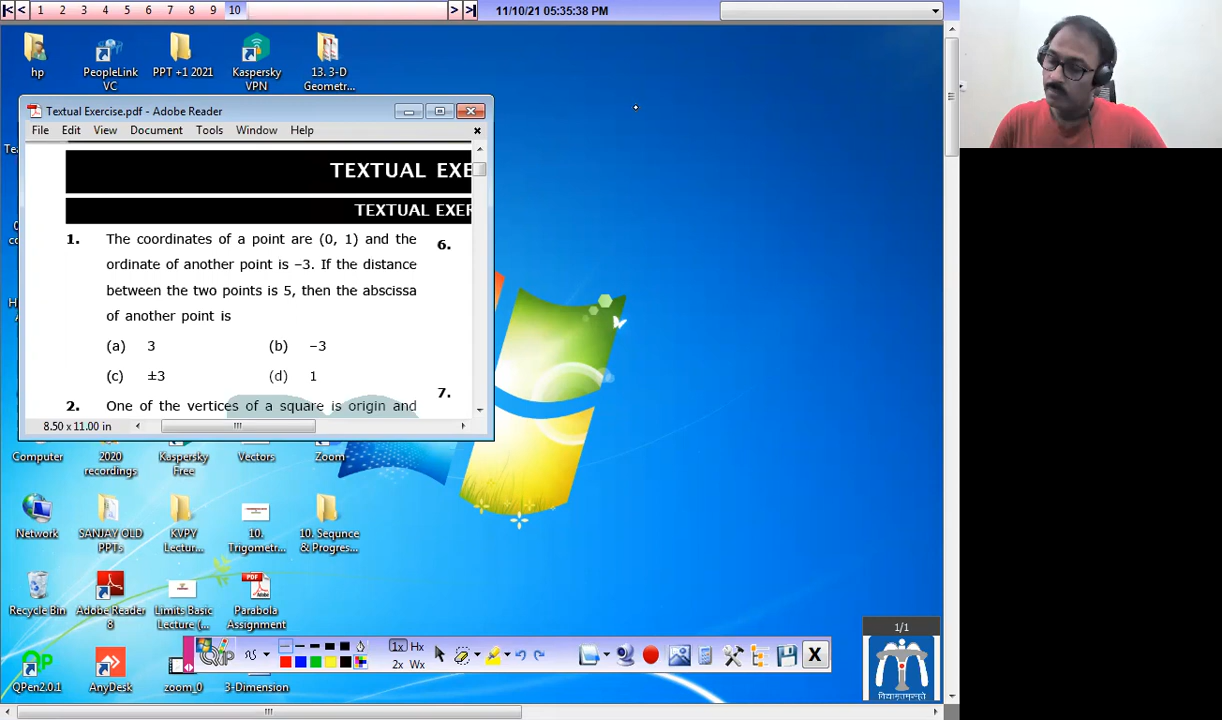 1 2 3 4 5 6 7 8 9 10
11/10/21 05:35:38 PM
hp
PeopleLink VC
PPT +1 2021
Kaspersky VPN
13. 3-D Geometr...
Textual Exercise.pdf - Adobe Reader
File Edit View Document Tools Window Help
TEXTUAL EXE
TEXTUAL EXER
1. The coordinates of a point are (0, 1) and the
ordinate of another point is –3. If the distance
between the two points is 5, then the abscissa
of another point is
(a) 3 (b) –3
(c) ±3 (d) 1
2. One of the vertices of a square is origin and
6.
7.
8.50 x 11.00 in
Computer
2020 recordings
Kaspersky Free
Vectors
Zoom
Network
SANJAY OLD PPTs
KVPY Lectur...
10. Trigometr...
10. Sequnce & Progres...
Recycle Bin
Adobe Reader 8
Limits Basic Lecture (...
PDF
Parabola Assignment
QPen2.0.1
AnyDesk
zoom_0
3-Dimension
1x Hx
2x Wx
1/1
विद्यामृतमश्नुते